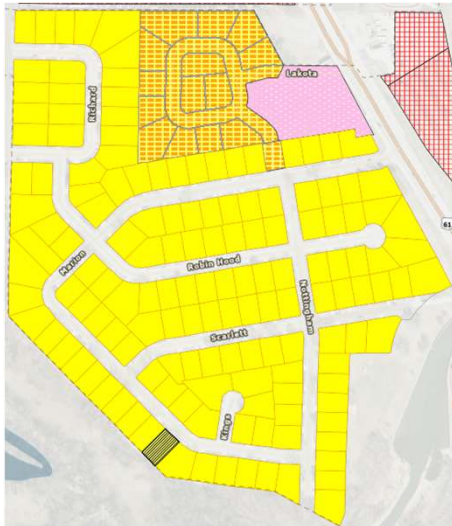 Lakota
Richard
61
Marion
Robin Hood
Nottingham
Scarlett
Kings